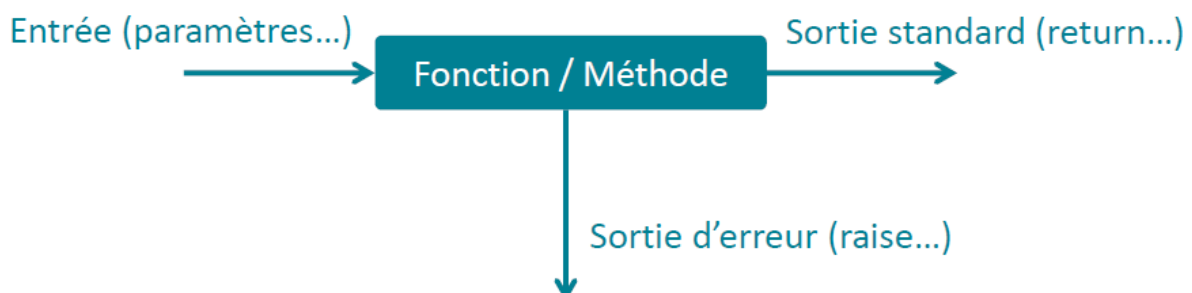 Entrée (paramètres...)
Sortie standard (return...)
Fonction / Méthode
Sortie d’erreur (raise...)